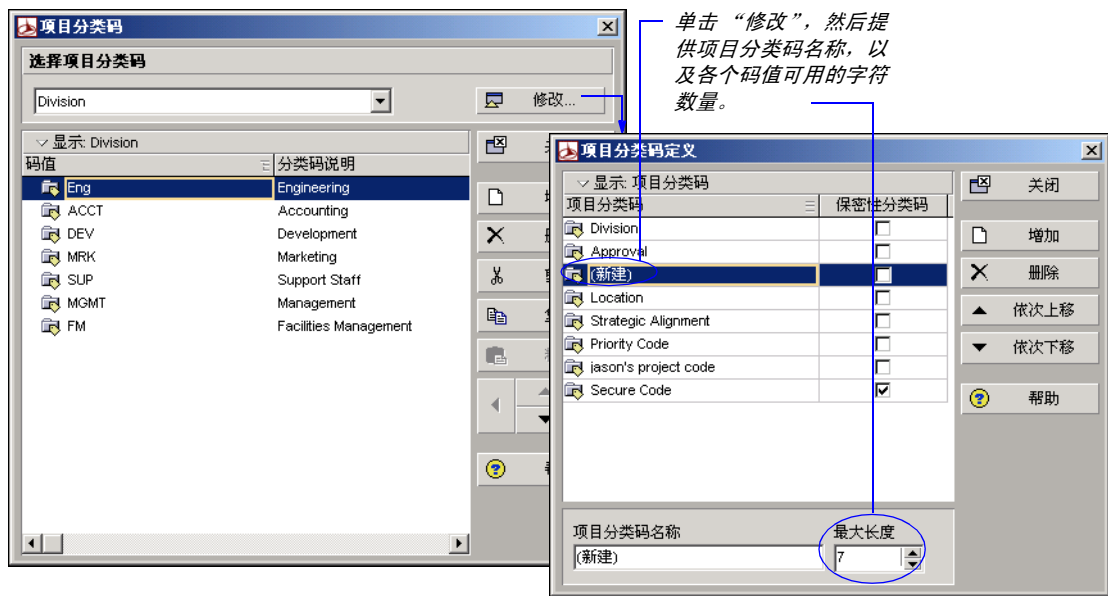 项目分类码
选择项目分类码
Division
修改...
显示: Division
码值
分类码说明
Eng
Engineering
ACCT
Accounting
DEV
Development
MRK
Marketing
SUP
Support Staff
MGMT
Management
FM
Facilities Management
单击 “修改”，然后提
供项目分类码名称，以
及各个码值可用的字符
数量。
项目分类码定义
显示: 项目分类码
项目分类码
保密性分类码
Division
Approval
(新建)
Location
Strategic Alignment
Priority Code
jason's project code
Secure Code
关闭
增加
删除
依次上移
依次下移
帮助
项目分类码名称
最大长度
(新建)
7